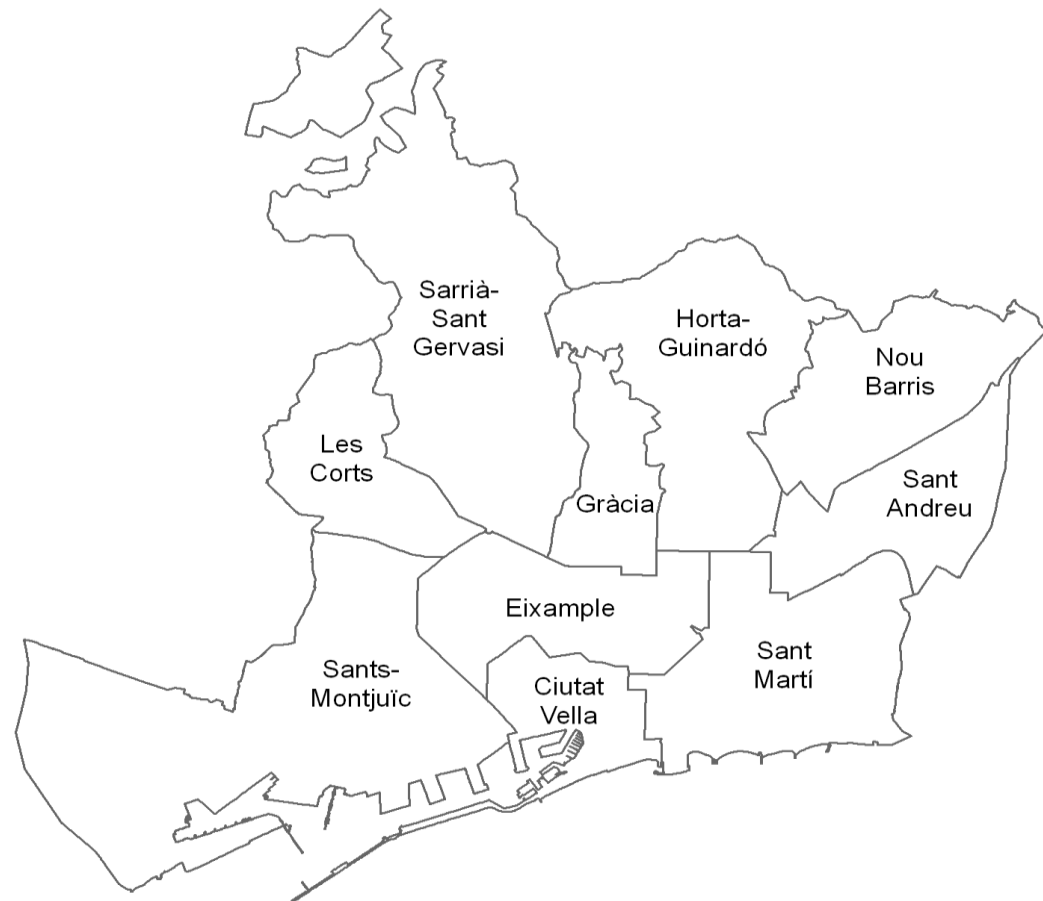 Sarrià-
Sant
Gervasi
Horta-
Guinardó
Nou
Barris
Les
Corts
Gràcia
Sant
Andreu
Eixample
Sants-
Montjuïc
Ciutat
Vella
Sant
Martí